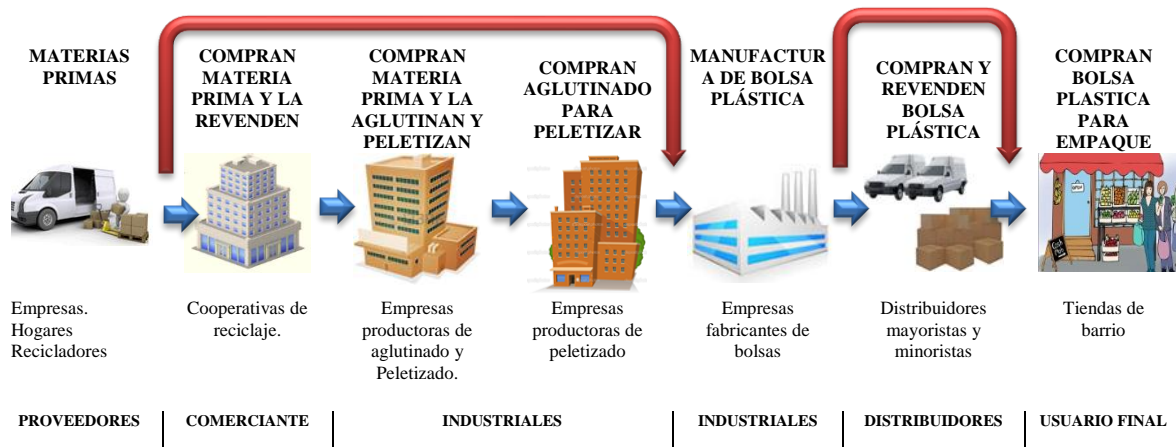 MATERIAS
PRIMAS
COMPRAN
MATERIA
PRIMA Y LA
REVENDEN
COMPRAN
MATERIA
PRIMA Y LA
AGLUTINAN Y
PELETIZAN
COMPRAN
AGLUTINADO
PARA
PELETIZAR
MANUFACTUR
A DE BOLSA
PLÁSTICA
COMPRAN Y
REVENDEN
BOLSA
PLÁSTICA
COMPRAN
BOLSA
PLASTICA
PARA
EMPAQUE
Empresas.
Hogares
Recicladores
Cooperativas de
reciclaje.
Empresas
productoras de
aglutinado y
Peletizado.
Empresas
productoras de
peletizado
Empresas
fabricantes de
bolsas
Distribuidores
mayoristas y
minoristas
Tiendas de
barrio
PROVEEDORES
COMERCIANTE
INDUSTRIALES
INDUSTRIALES
DISTRIBUIDORES
USUARIO FINAL